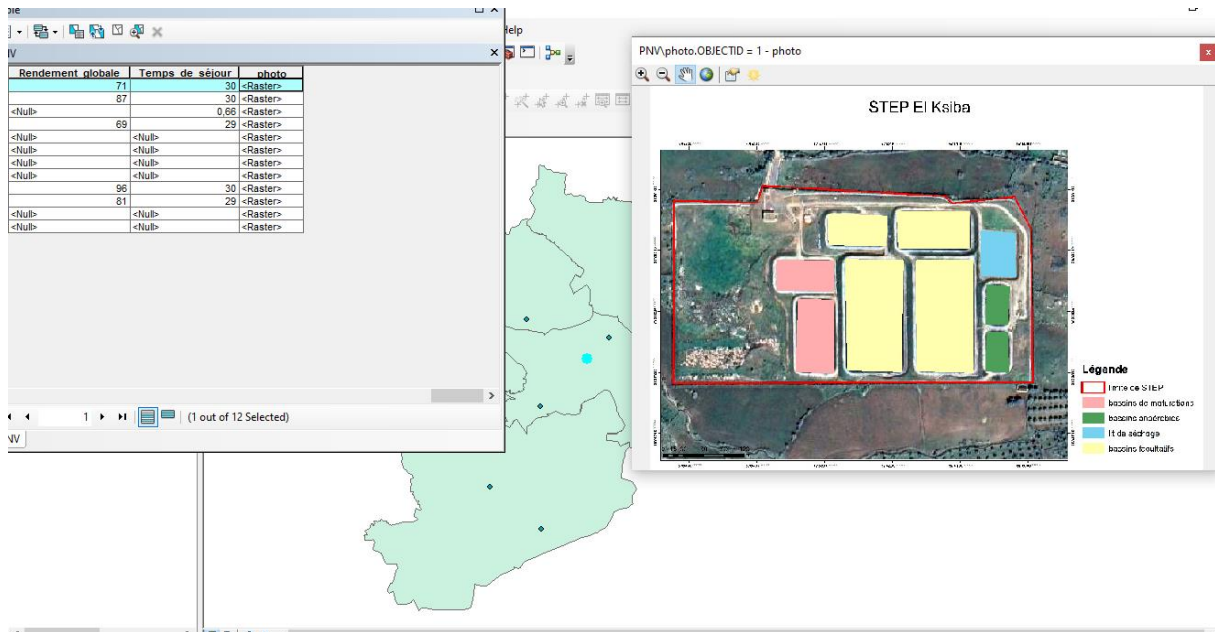 Help
Rendement globale Temps de séjour photo
71 30 <Raster>
87 30 <Raster>
<Null> 0,66 <Raster>
69 29 <Raster>
<Null> <Null> <Raster>
<Null> <Null> <Raster>
<Null> <Null> <Raster>
<Null> <Null> <Raster>
96 30 <Raster>
81 29 <Raster>
<Null> <Null> <Raster>
<Null> <Null> <Raster>
1 (1 out of 12 Selected)
PNV\photo.OBJECTID = 1 - photo
STEP El Ksiba
Légende
limite de STEP
bassins de maturations
bassins anaérobies
lit de séchage
bassins facultatifs